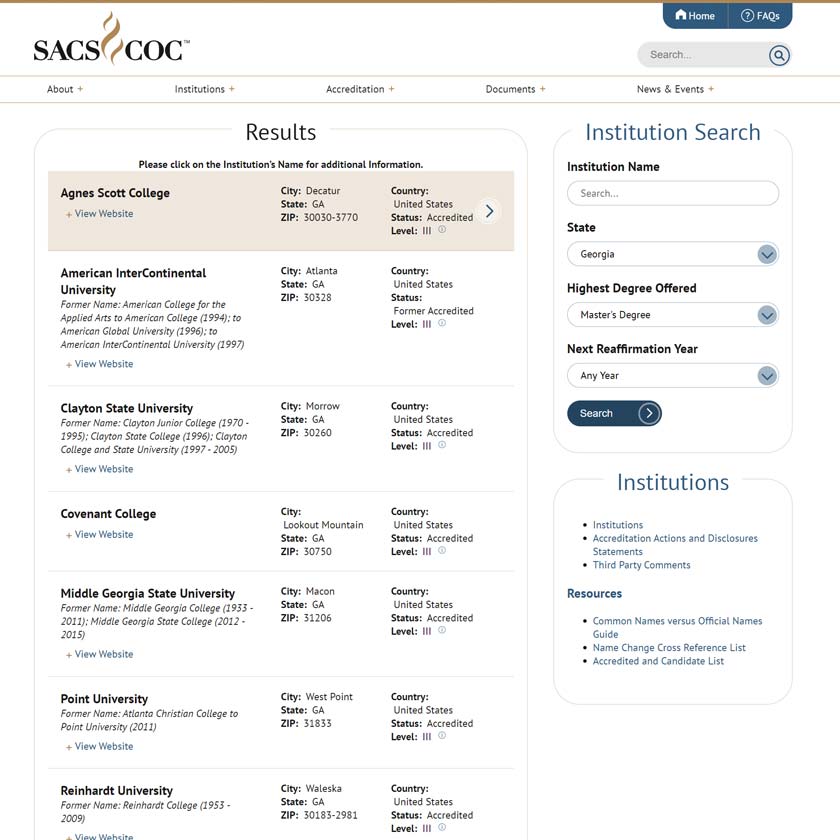 Home
FAQs
SACS COC™
Search...
About +
Institutions +
Accreditation +
Documents +
News & Events +
Results
Please click on the Institution's Name for additional Information.
Agnes Scott College
+ View Website
City: Decatur
State: GA
ZIP: 30030-3770
Country:
United States
Status: Accredited
Level: III
American InterContinental
University
Former Name: American College for the
Applied Arts to American College (1994); to
American Global University (1996); to
American InterContinental University (1997)
+ View Website
City: Atlanta
State: GA
ZIP: 30328
Country:
United States
Status:
Former Accredited
Level: III
Clayton State University
Former Name: Clayton Junior College (1970 -
1995); Clayton State College (1996); Clayton
College and State University (1997 - 2005)
+ View Website
City: Morrow
State: GA
ZIP: 30260
Country:
United States
Status: Accredited
Level: III
Covenant College
+ View Website
City:
Lookout Mountain
State: GA
ZIP: 30750
Country:
United States
Status: Accredited
Level: III
Middle Georgia State University
Former Name: Middle Georgia College (1933 -
2011); Middle Georgia State College (2012 -
2015)
+ View Website
City: Macon
State: GA
ZIP: 31206
Country:
United States
Status: Accredited
Level: III
Point University
Former Name: Atlanta Christian College to
Point University (2011)
+ View Website
City: West Point
State: GA
ZIP: 31833
Country:
United States
Status: Accredited
Level: III
Reinhardt University
Former Name: Reinhardt College (1953 -
2009)
+ View Website
City: Waleska
State: GA
ZIP: 30183-2981
Country:
United States
Status: Accredited
Level: III
Institution Search
Institution Name
Search...
State
Georgia
Highest Degree Offered
Master's Degree
Next Reaffirmation Year
Any Year
Search
Institutions
Institutions
Accreditation Actions and Disclosures
Statements
Third Party Comments
Resources
Common Names versus Official Names
Guide
Name Change Cross Reference List
Accredited and Candidate List